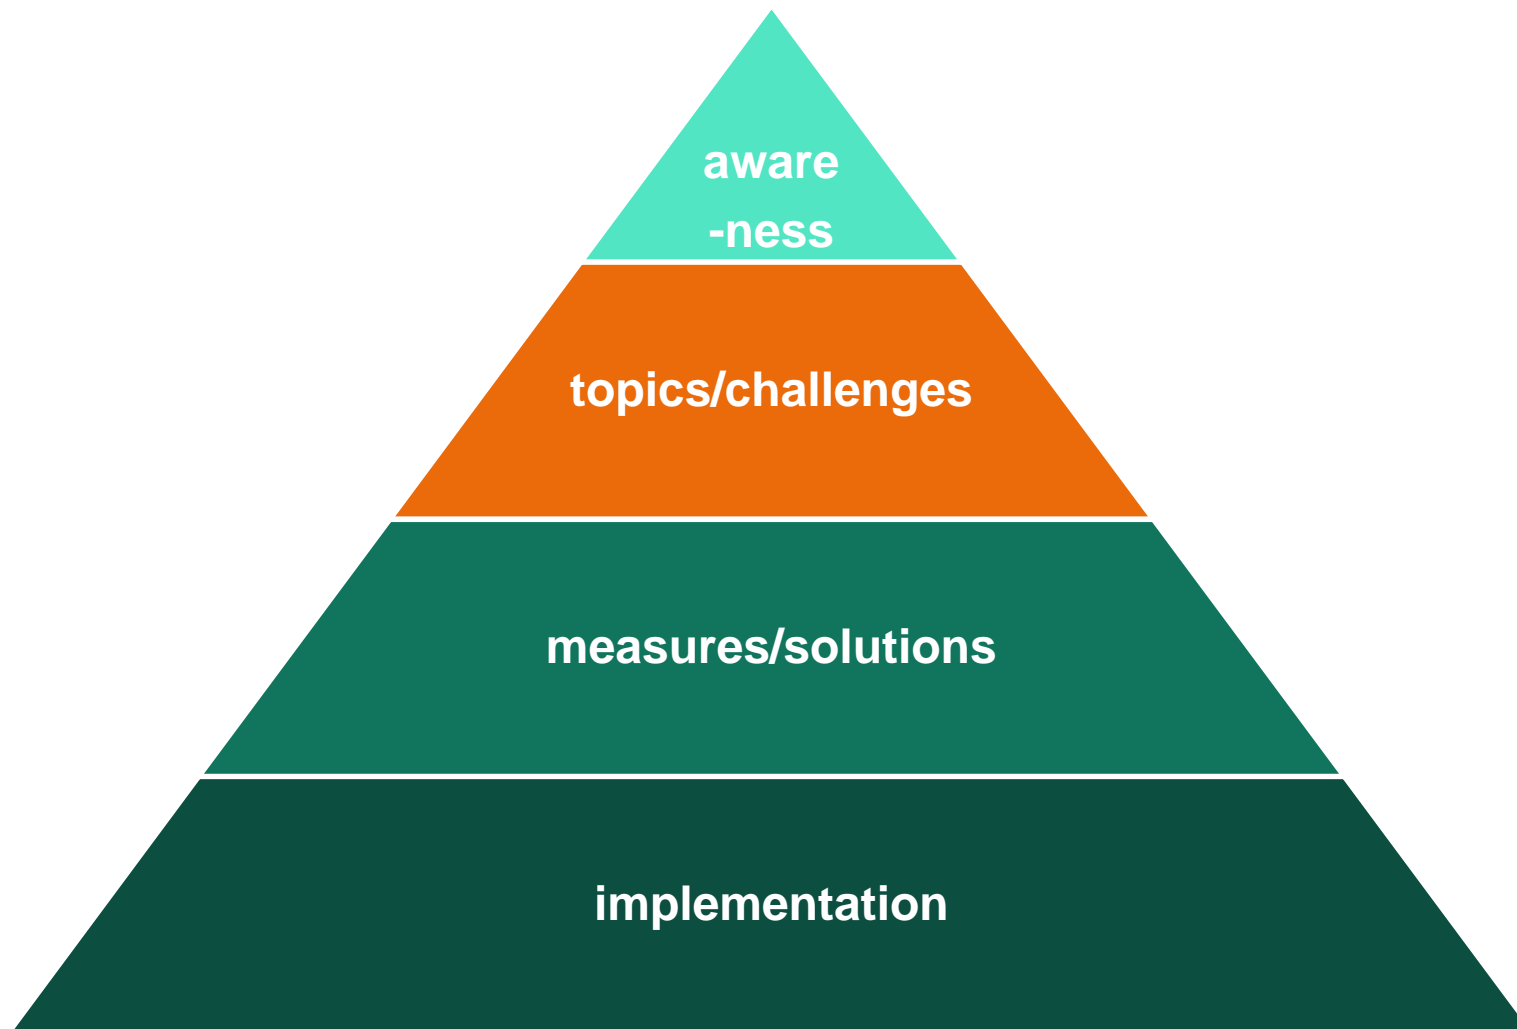 aware
-ness
topics/challenges
measures/solutions
implementation